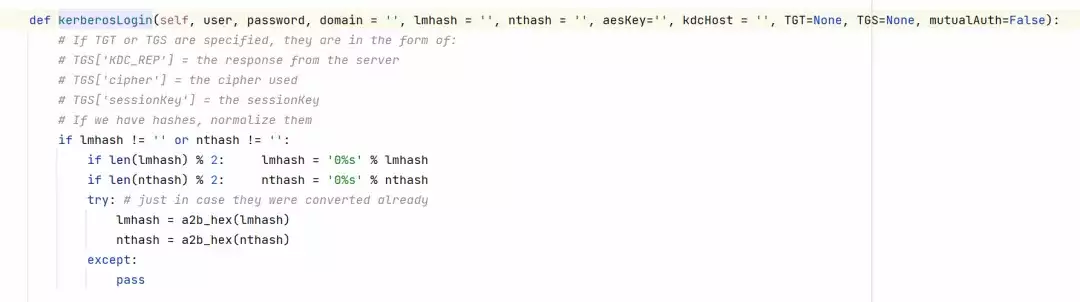 def kerberosLogin(self, user, password, domain = '', lmhash = '', nthash = '', aesKey='', kdcHost = '', TGT=None, TGS=None, mutualAuth=False):
# If TGT or TGS are specified, they are in the form of:
# TGS['KDC_REP'] = the response from the server
# TGS['cipher'] = the cipher used
# TGS['sessionKey'] = the sessionKey
# If we have hashes, normalize them
if lmhash != '' or nthash != '':
if len(lmhash) % 2:     lmhash = '0%s' % lmhash
if len(nthash) % 2:     nthash = '0%s' % nthash
try: # just in case they were converted already
lmhash = a2b_hex(lmhash)
nthash = a2b_hex(nthash)
except:
pass